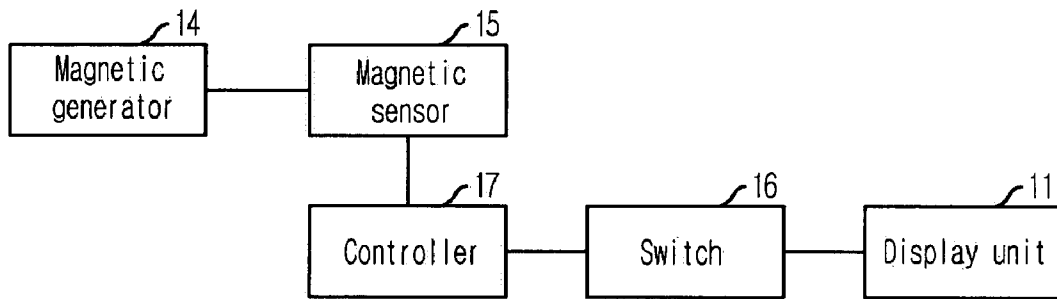 14
Magnetic
generator
15
Magnetic
sensor
17
Controller
16
Switch
11
Display unit